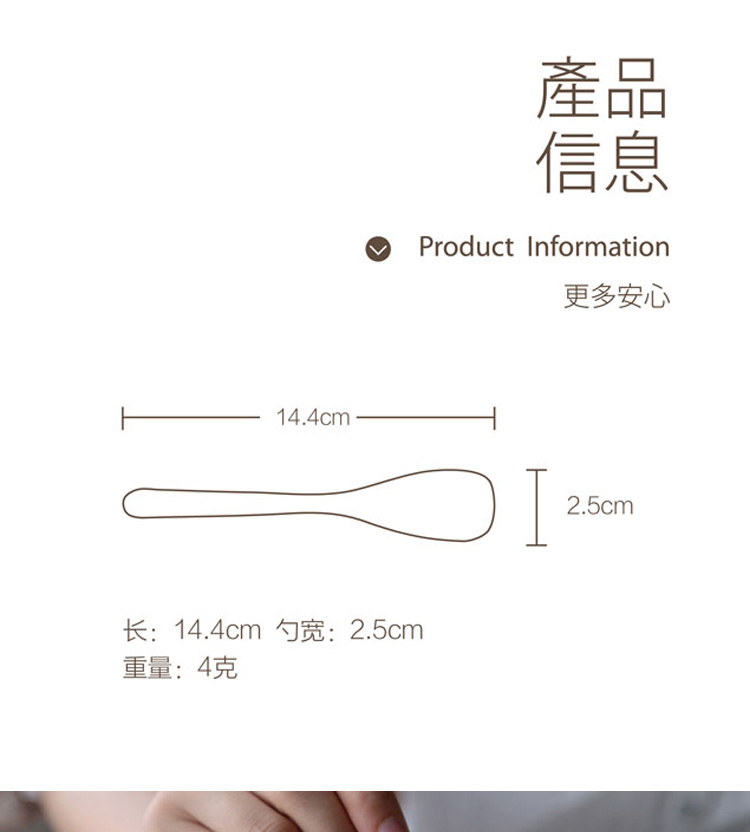 產品
信息
Product Information
更多安心
14.4cm
2.5cm
长：14.4cm 勺宽：2.5cm
重量：4克